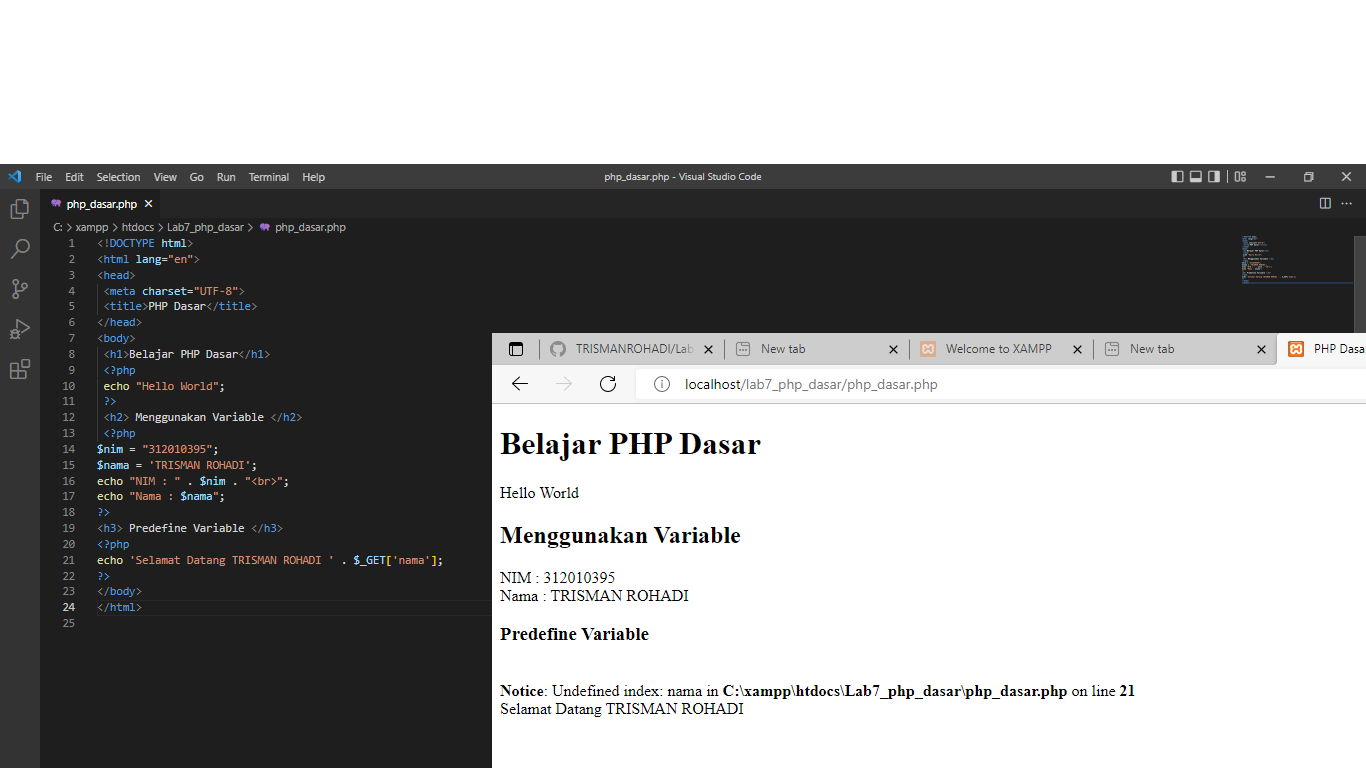 File Edit Selection View Go Run Terminal Help
php_dasar.php - Visual Studio Code
php_dasar.php
C: > xampp > htdocs > Lab7_php_dasar > php_dasar.php
1 <!DOCTYPE html>
2 <html lang="en">
3 <head>
4 <meta charset="UTF-8">
5 <title>PHP Dasar</title>
6 </head>
7 <body>
8 <h1>Belajar PHP Dasar</h1>
9 <?php
10 echo "Hello World";
11 ?>
12 <h2> Menggunakan Variable </h2>
13 <?php
14 $nim = "312010395";
15 $nama = 'TRISMAN ROHADI';
16 echo "NIM : " . $nim . "<br>";
17 echo "Nama : $nama";
18 ?>
19 <h3> Predefine Variable </h3>
20 <?php
21 echo 'Selamat Datang TRISMAN ROHADI ' . $_GET['nama'];
22 ?>
23 </body>
24 </html>
25
TRISMANROHADI/Lab New tab Welcome to XAMPP New tab PHP Dasa
localhost/lab7_php_dasar/php_dasar.php
Belajar PHP Dasar
Hello World
Menggunakan Variable
NIM : 312010395
Nama : TRISMAN ROHADI
Predefine Variable
Notice: Undefined index: nama in C:\xampp\htdocs\Lab7_php_dasar\php_dasar.php on line 21
Selamat Datang TRISMAN ROHADI